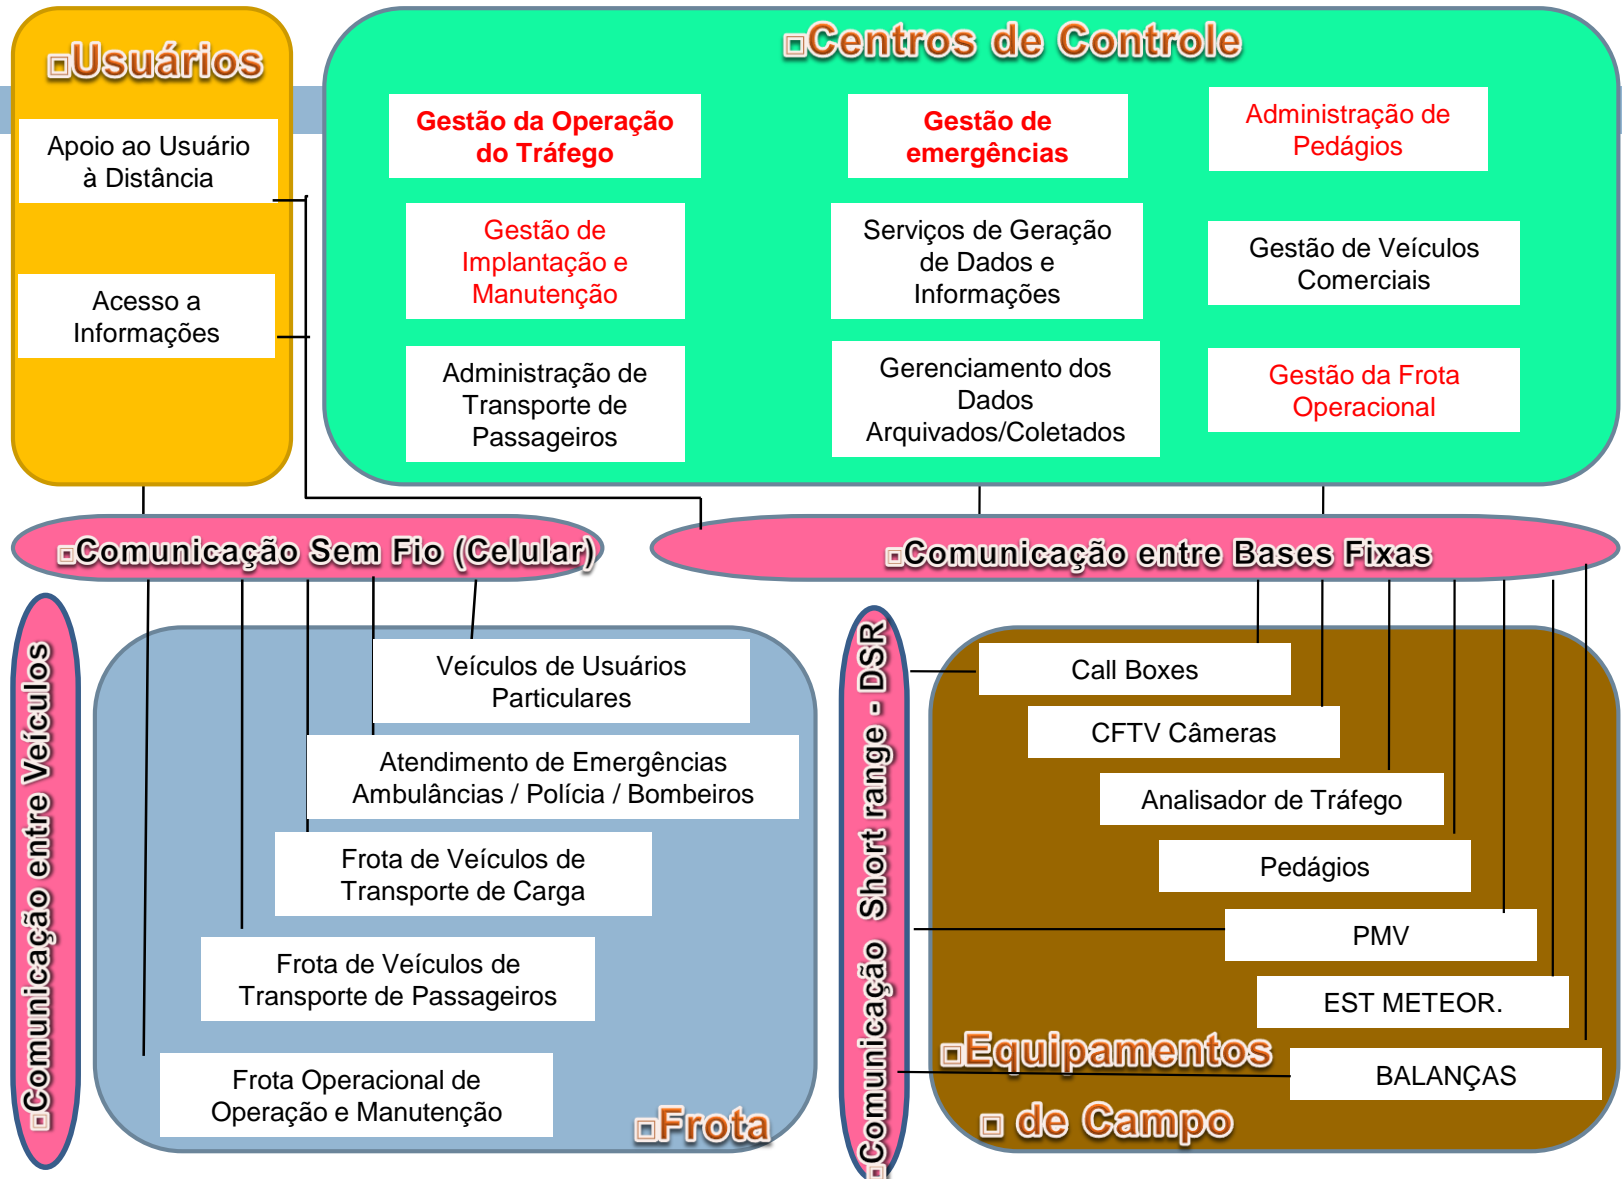 Usuários
Apoio ao Usuário
à Distância
Acesso a
Informações
Centros de Controle
Gestão da Operação
do Tráfego
Gestão de
emergências
Administração de
Pedágios
Gestão de
Implantação e
Manutenção
Serviços de Geração
de Dados e
Informações
Gestão de Veículos
Comerciais
Administração de
Transporte de
Passageiros
Gerenciamento dos
Dados
Arquivados/Coletados
Gestão da Frota
Operacional
Comunicação Sem Fio (Celular)
Comunicação entre Bases Fixas
Comunicação entre Veículos
Veículos de Usuários
Particulares
Atendimento de Emergências
Ambulâncias / Polícia / Bombeiros
Frota de Veículos de
Transporte de Carga
Frota de Veículos de
Transporte de Passageiros
Frota Operacional de
Operação e Manutenção
Frota
Comunicação Short range - DSR
Call Boxes
CFTV Câmeras
Analisador de Tráfego
Pedágios
PMV
EST METEOR.
BALANÇAS
Equipamentos
de Campo